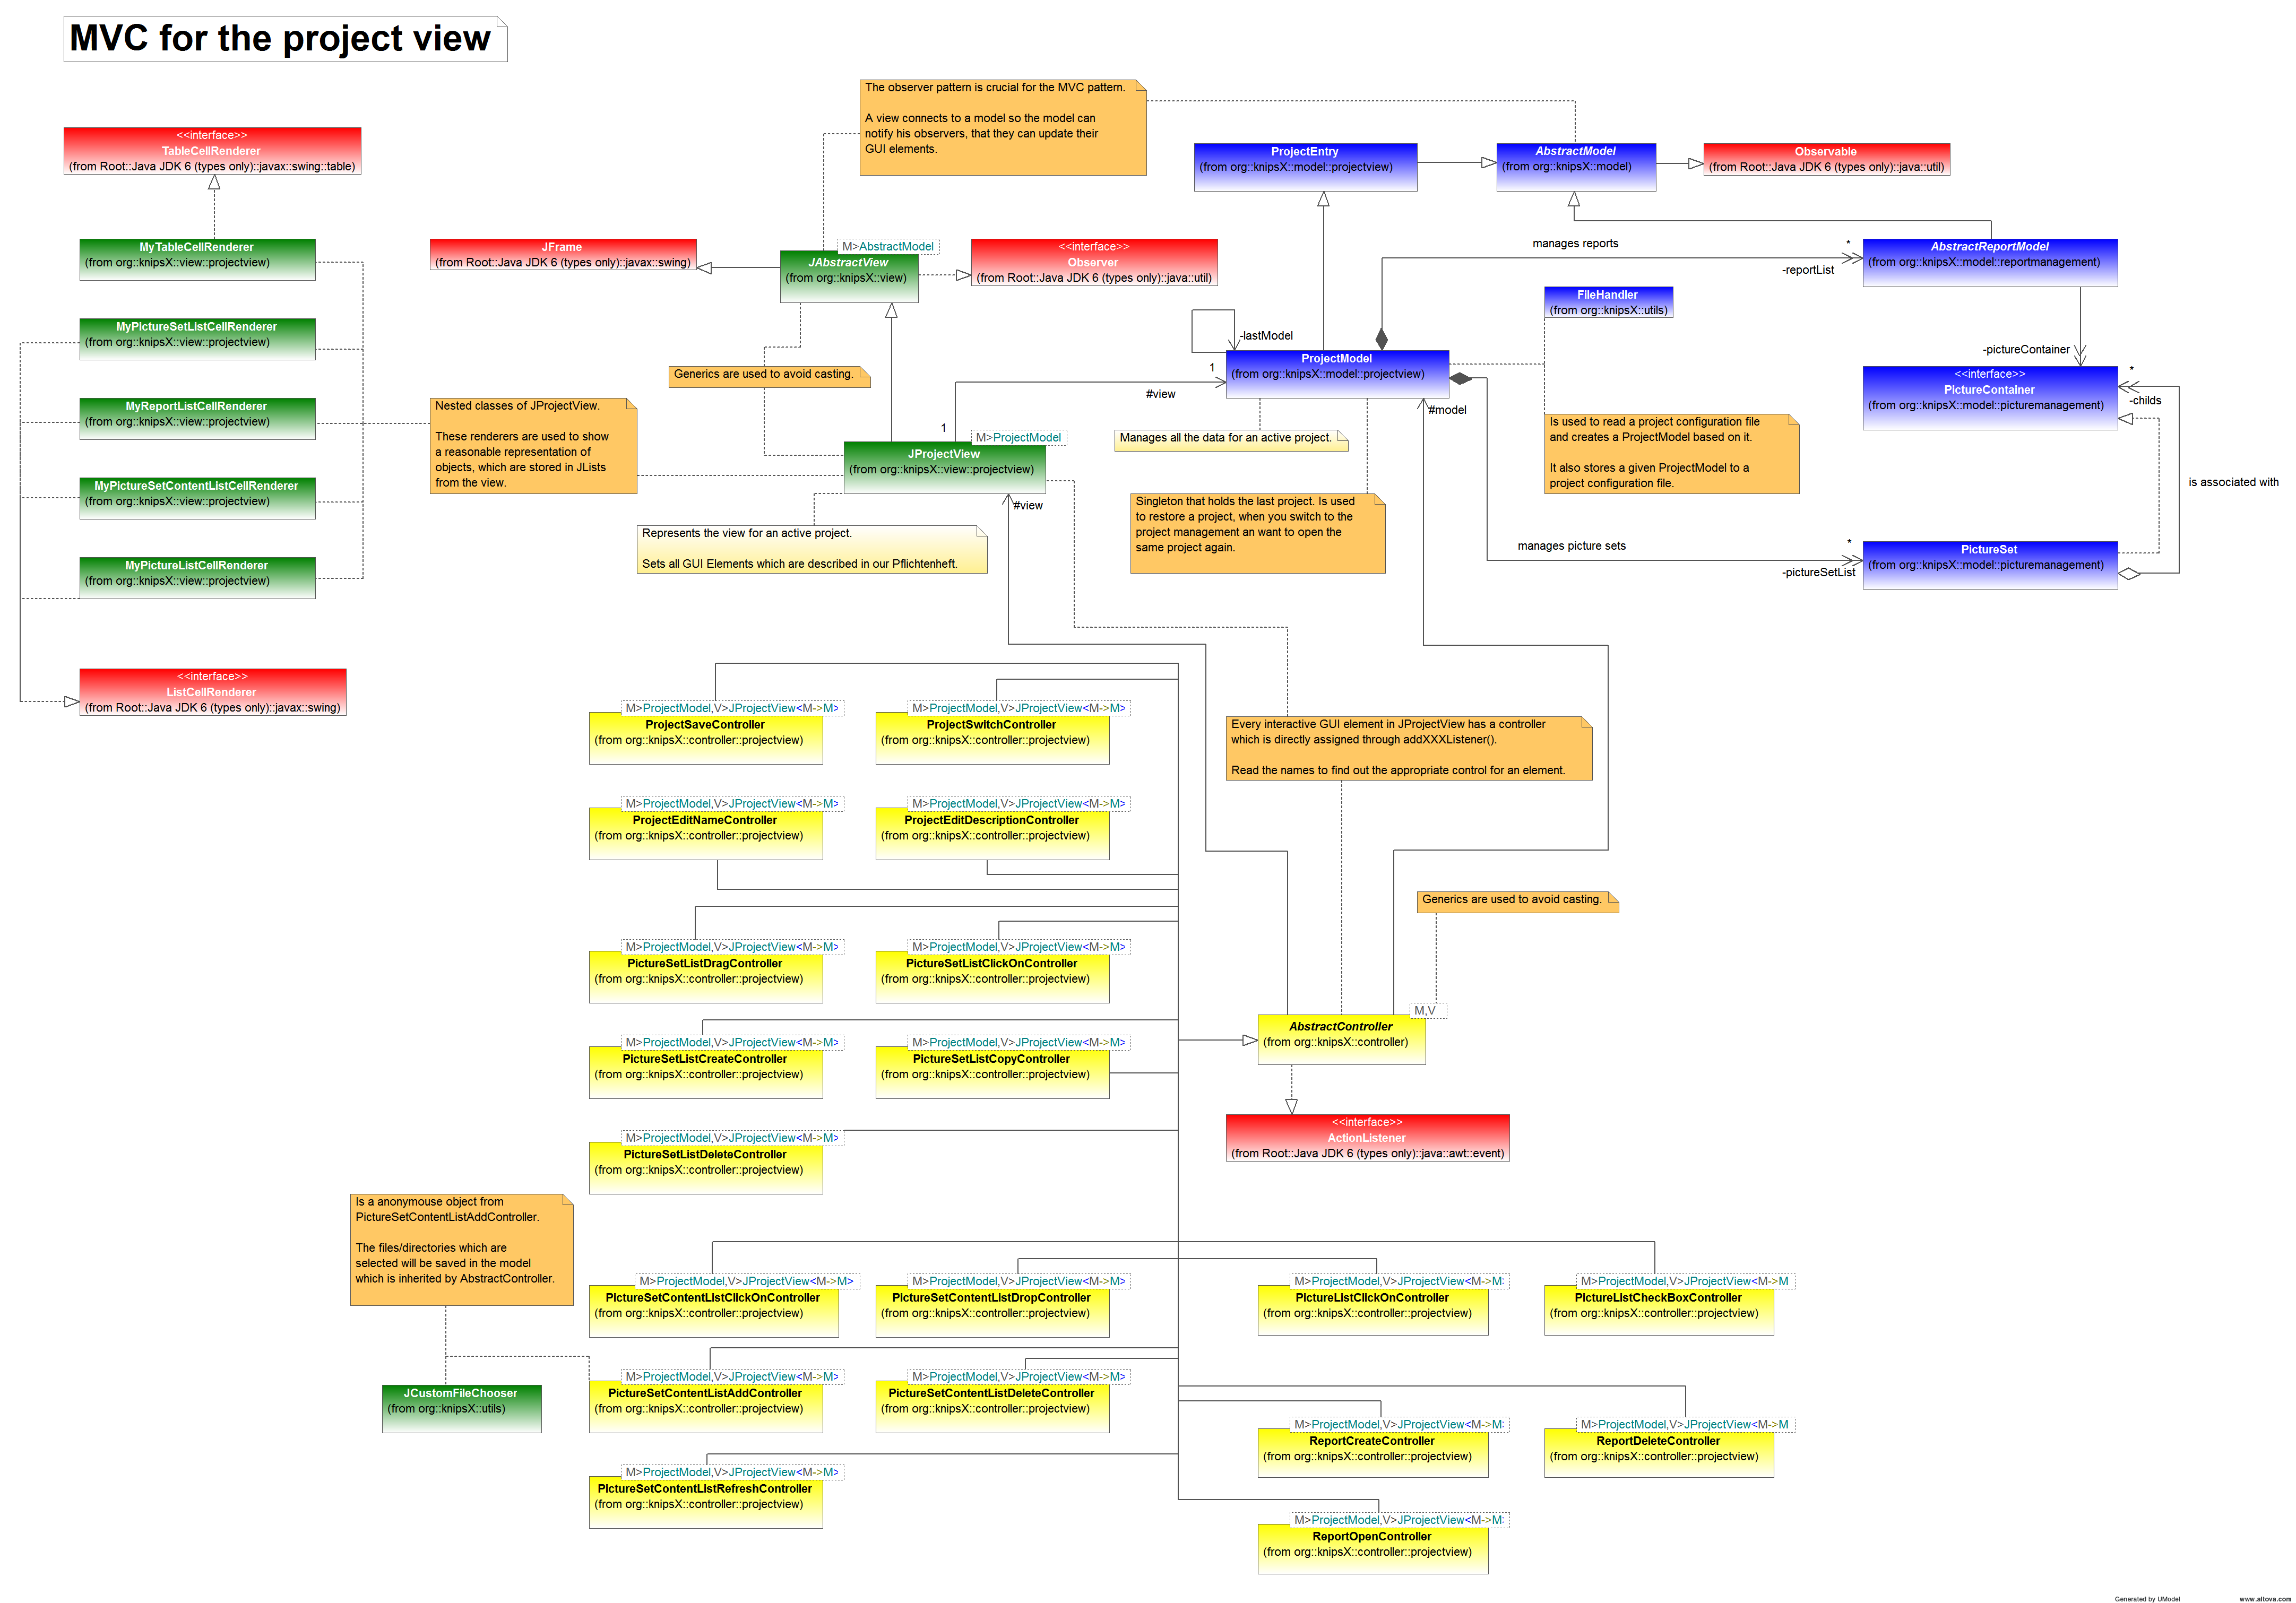 MVC for the project view
The observer pattern is crucial for the MVC pattern.
A view connects to a model so the model can
notify his observers, that they can update their
GUI elements.
<<interface>>
TableCellRenderer
(from Root::Java JDK 6 (types only)::javax::swing::table)
ProjectEntry
(from org::knipsX::model::projectview)
AbstractModel
(from org::knipsX::model)
Observable
(from Root::Java JDK 6 (types only)::java::util)
MyTableCellRenderer
(from org::knipsX::view::projectview)
JFrame
(from Root::Java JDK 6 (types only)::javax::swing)
M>AbstractModel
JAbstractView
(from org::knipsX::view)
<<interface>>
Observer
(from Root::Java JDK 6 (types only)::java::util)
manages reports
*
-reportList
AbstractReportModel
(from org::knipsX::model::reportmanagement)
FileHandler
(from org::knipsX::utils)
MyPictureSetListCellRenderer
(from org::knipsX::view::projectview)
-lastModel
1
ProjectModel
(from org::knipsX::model::projectview)
-pictureContainer
<<interface>>
PictureContainer
(from org::knipsX::model::picturemanagement)
*
-childs
Generics are used to avoid casting.
#view
#model
MyReportListCellRenderer
(from org::knipsX::view::projectview)
Nested classes of JProjectView.
These renderers are used to show
a reasonable representation of
objects, which are stored in JLists
from the view.
1
M>ProjectModel
JProjectView
(from org::knipsX::view::projectview)
Manages all the data for an active project.
Is used to read a project configuration file
and creates a ProjectModel based on it.
It also stores a given ProjectModel to a
project configuration file.
is associated with
MyPictureSetContentListCellRenderer
(from org::knipsX::view::projectview)
#view
Singleton that holds the last project. Is used
to restore a project, when you switch to the
project management an want to open the
same project again.
Represents the view for an active project.
Sets all GUI Elements which are described in our Pflichtenheft.
manages picture sets
*
-pictureSetList
PictureSet
(from org::knipsX::model::picturemanagement)
MyPictureListCellRenderer
(from org::knipsX::view::projectview)
<<interface>>
ListCellRenderer
(from Root::Java JDK 6 (types only)::javax::swing)
M>ProjectModel,V>JProjectView<M->M>
ProjectSaveController
(from org::knipsX::controller::projectview)
M>ProjectModel,V>JProjectView<M->M>
ProjectSwitchController
(from org::knipsX::controller::projectview)
Every interactive GUI element in JProjectView has a controller
which is directly assigned through addXXXListener().
Read the names to find out the appropriate control for an element.
M>ProjectModel,V>JProjectView<M->M>
ProjectEditNameController
(from org::knipsX::controller::projectview)
M>ProjectModel,V>JProjectView<M->M>
ProjectEditDescriptionController
(from org::knipsX::controller::projectview)
Generics are used to avoid casting.
M>ProjectModel,V>JProjectView<M->M>
PictureSetListDragController
(from org::knipsX::controller::projectview)
M>ProjectModel,V>JProjectView<M->M>
PictureSetListClickOnController
(from org::knipsX::controller::projectview)
M,V
AbstractController
(from org::knipsX::controller)
M>ProjectModel,V>JProjectView<M->M>
PictureSetListCreateController
(from org::knipsX::controller::projectview)
M>ProjectModel,V>JProjectView<M->M>
PictureSetListCopyController
(from org::knipsX::controller::projectview)
<<interface>>
ActionListener
(from Root::Java JDK 6 (types only)::java::awt::event)
M>ProjectModel,V>JProjectView<M->M>
PictureSetListDeleteController
(from org::knipsX::controller::projectview)
Is a anonymouse object from
PictureSetContentListAddController.
The files/directories which are
selected will be saved in the model
which is inherited by AbstractController.
M>ProjectModel,V>JProjectView<M->M>
PictureSetContentListClickOnController
(from org::knipsX::controller::projectview)
M>ProjectModel,V>JProjectView<M->M>
PictureSetContentListDropController
(from org::knipsX::controller::projectview)
M>ProjectModel,V>JProjectView<M->M:
PictureListClickOnController
(from org::knipsX::controller::projectview)
M>ProjectModel,V>JProjectView<M->M
PictureListCheckBoxController
(from org::knipsX::controller::projectview)
JCustomFileChooser
(from org::knipsX::utils)
M>ProjectModel,V>JProjectView<M->M>
PictureSetContentListAddController
(from org::knipsX::controller::projectview)
M>ProjectModel,V>JProjectView<M->M>
PictureSetContentListDeleteController
(from org::knipsX::controller::projectview)
M>ProjectModel,V>JProjectView<M->M:
ReportCreateController
(from org::knipsX::controller::projectview)
M>ProjectModel,V>JProjectView<M->M
ReportDeleteController
(from org::knipsX::controller::projectview)
M>ProjectModel,V>JProjectView<M->M>
PictureSetContentListRefreshController
(from org::knipsX::controller::projectview)
M>ProjectModel,V>JProjectView<M->M:
ReportOpenController
(from org::knipsX::controller::projectview)
Generated by UModel
www.altova.com